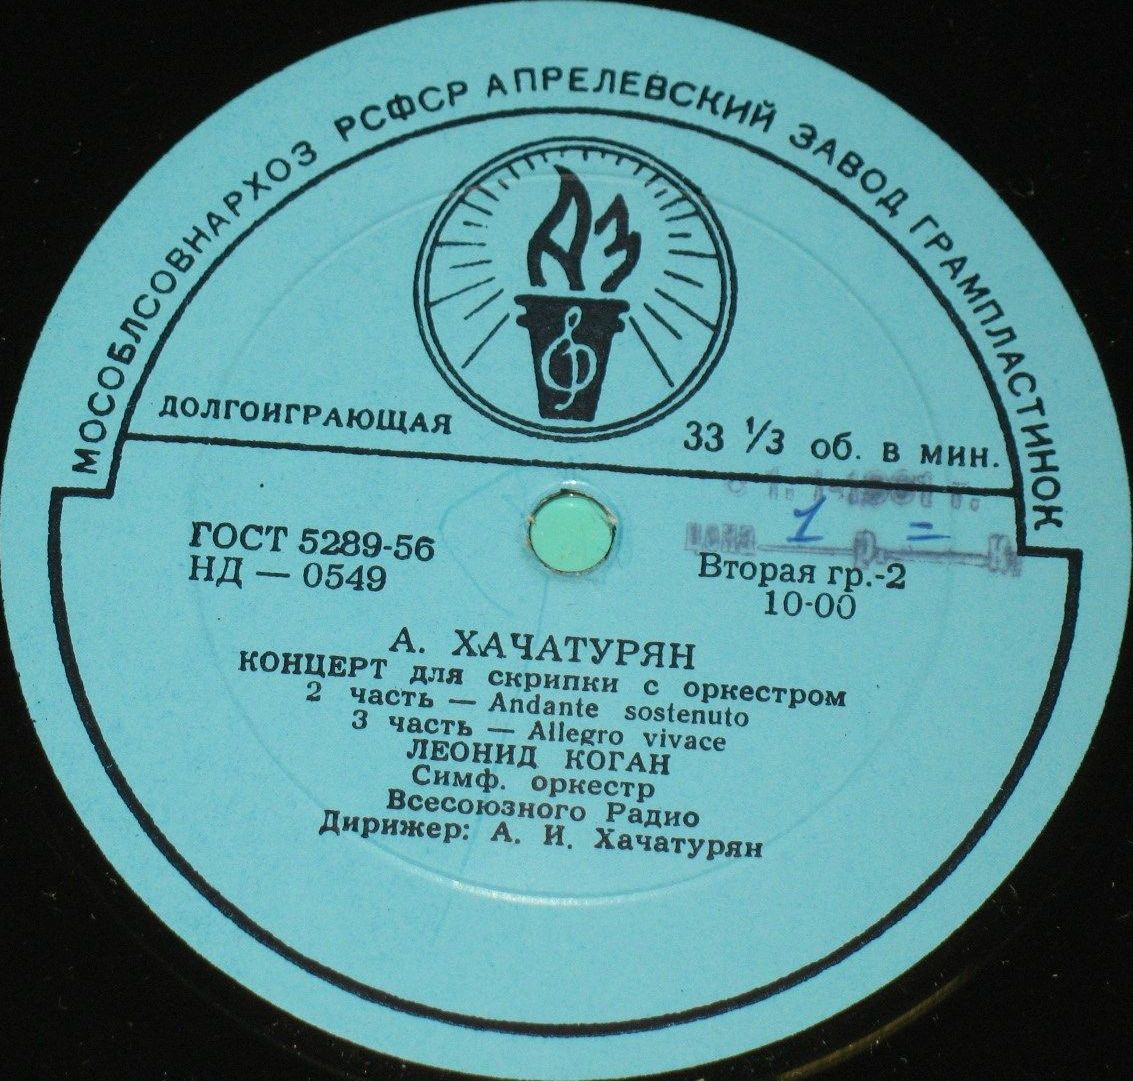 МОСОБЛСОВНАРХОЗ РСФСР АПРЕЛЕВСКИЙ ЗАВОД ГРАМПЛАСТИНОК
АЗ
ДОЛГОИГРАЮЩАЯ
33 ⅓ об. в мин.
ГОСТ 5289-56
НД — 0549
цена 1 р. = к.
Вторая гр.-2
10-00
А. ХАЧАТУРЯН
КОНЦЕРТ для скрипки с оркестром
2 часть — Andante sostenuto
3 часть — Allegro vivace
ЛЕОНИД КОГАН
Симф. оркестр
Всесоюзного Радио
Дирижер: А. И. Хачатурян